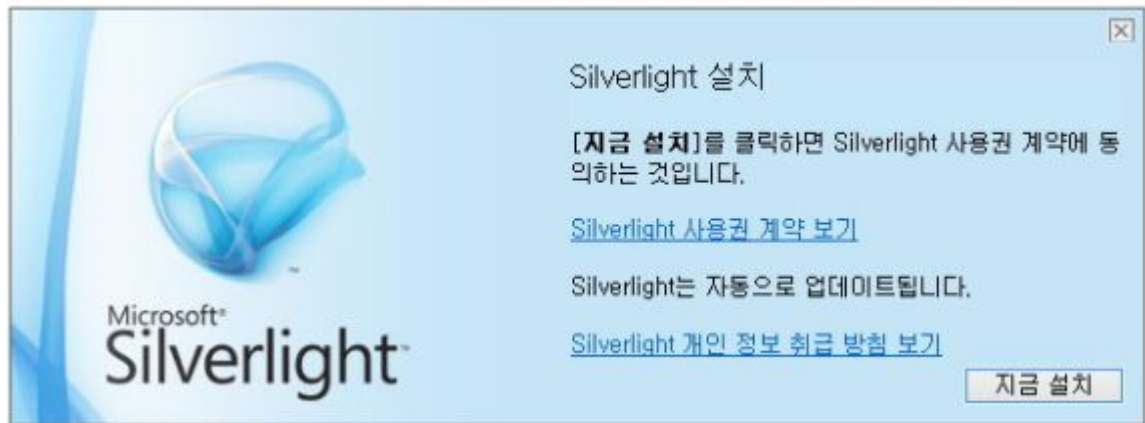 Silverlight 설치
[지금 설치]를 클릭하면 Silverlight 사용권 계약에 동
의하는 것입니다.
Silverlight 사용권 계약 보기
Silverlight는 자동으로 업데이트됩니다.
Silverlight 개인 정보 취급 방침 보기
지금 설치
Microsoft®
Silverlight™